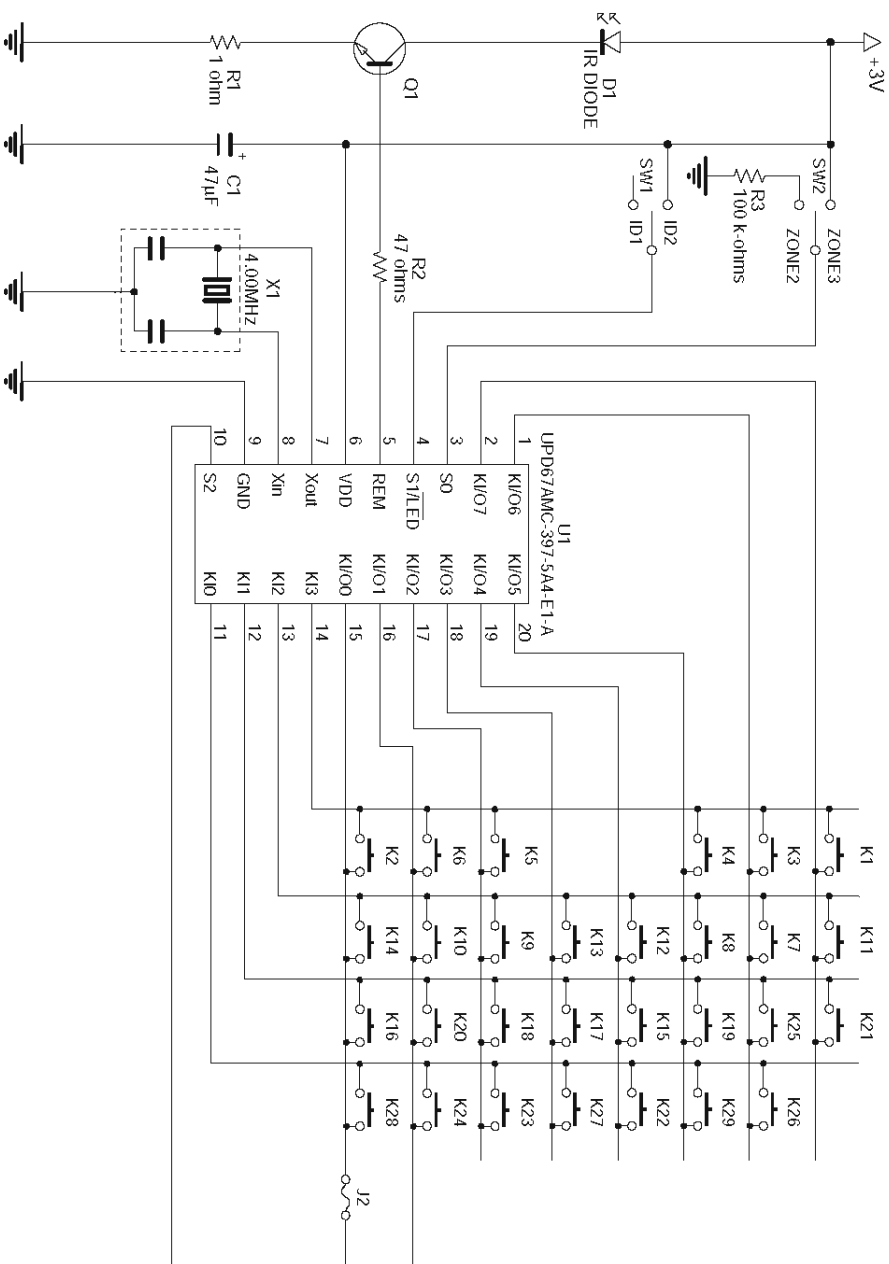 +3V
D1
IR DIODE
Q1
R1
1 ohm
+
C1
47µF
SW2
ZONE3
ZONE2
R3
100 k-ohms
SW1
ID2
ID1
R2
47 ohms
X1
4.00MHz
U1
UPD67AMC-397-5A4-E1-A
1
2
3
4
5
6
7
8
9
10
KI/O6
KI/O7
S0
S1/LED
REM
VDD
Xout
Xin
GND
S2
KI/O5
KI/O4
KI/O3
KI/O2
KI/O1
KI/O0
KI3
KI2
KI1
KI0
20
19
18
17
16
15
14
13
12
11
K1
K3
K4
K5
K6
K2
K11
K7
K8
K12
K13
K9
K10
K14
K21
K25
K19
K15
K17
K18
K20
K16
K26
K29
K22
K27
K23
K24
K28
J2